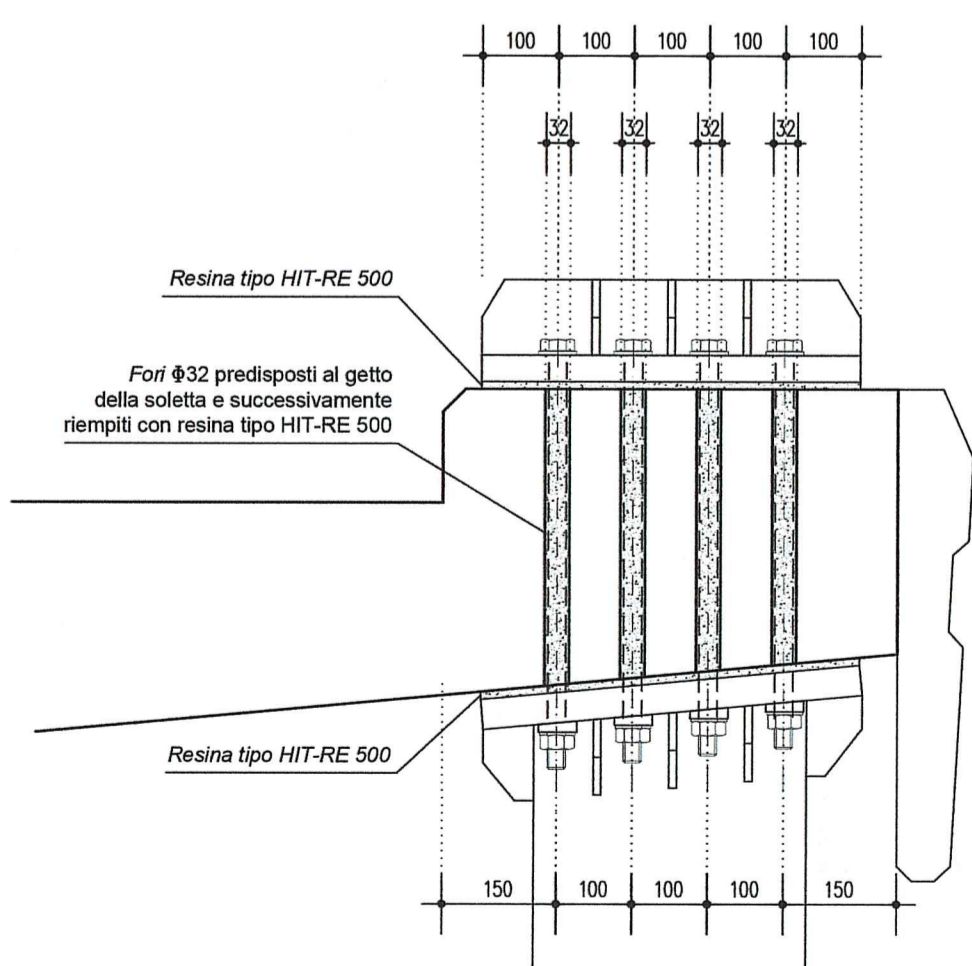 100 100 100 100 100
32 32 32 32
Resina tipo HIT-RE 500
Fori Φ32 predisposti al getto
della soletta e successivamente
riempiti con resina tipo HIT-RE 500
Resina tipo HIT-RE 500
150 100 100 100 150